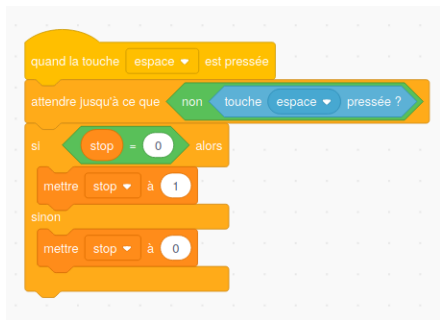 quand la touche espace est pressée
attendre jusqu'à ce que non touche espace pressée ?
si stop = 0 alors
mettre stop à 1
sinon
mettre stop à 0